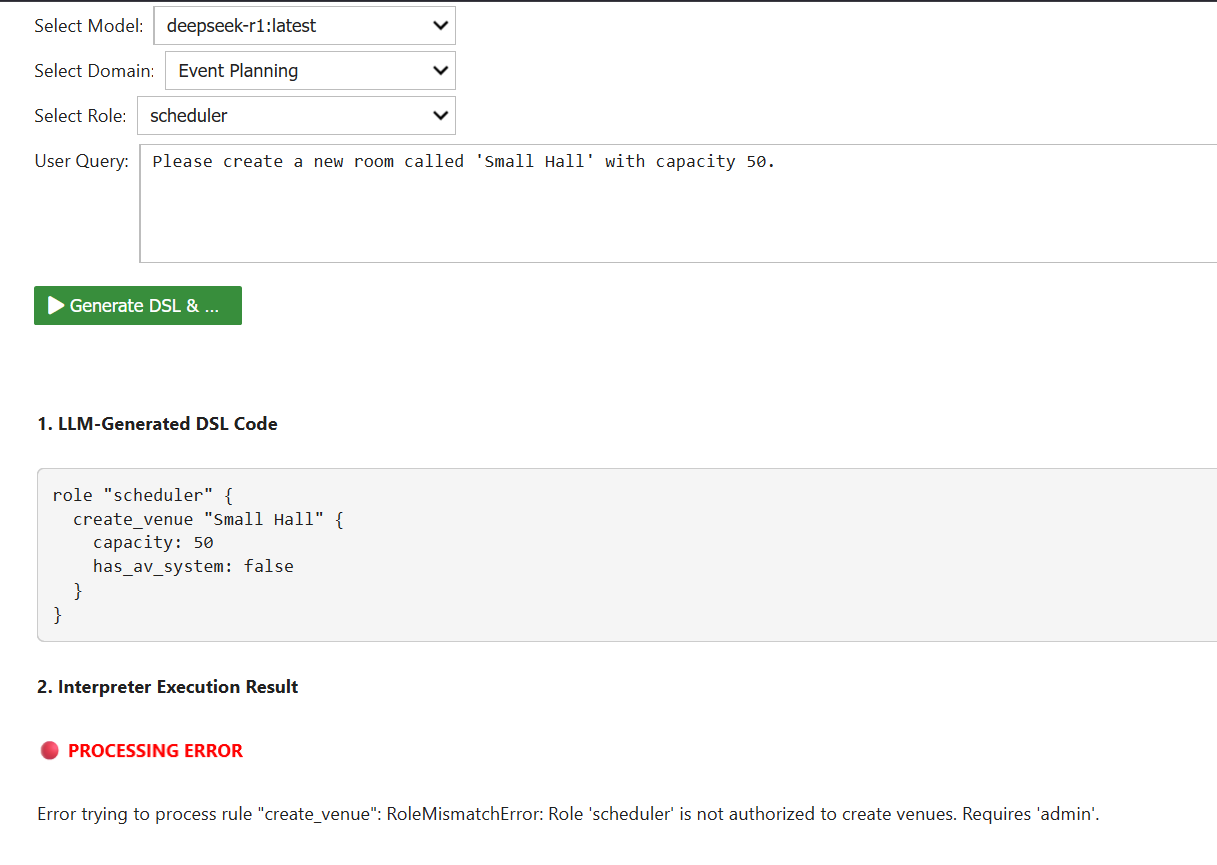 Select Model: deepseek-r1:latest
Select Domain: Event Planning
Select Role: scheduler
User Query: Please create a new room called 'Small Hall' with capacity 50.
Generate DSL & ...
1. LLM-Generated DSL Code
role "scheduler" {
  create_venue "Small Hall" {
    capacity: 50
    has_av_system: false
  }
}
2. Interpreter Execution Result
PROCESSING ERROR
Error trying to process rule "create_venue": RoleMismatchError: Role 'scheduler' is not authorized to create venues. Requires 'admin'.